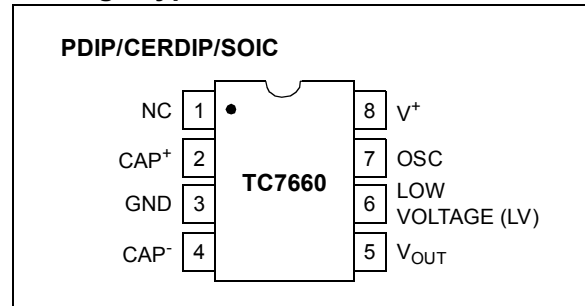 PDIP/CERDIP/SOIC
NC 1 8 V+
CAP+ 2 7 OSC
TC7660
GND 3 6 LOW
VOLTAGE (LV)
CAP- 4 5 VOUT